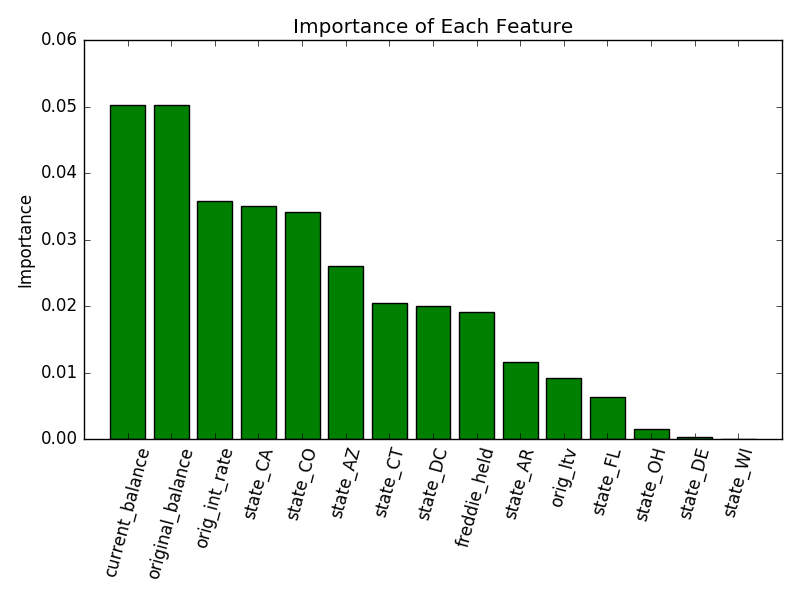 Importance of Each Feature
0.06
0.05
0.04
0.03
0.02
0.01
0.00
Importance
current_balance
original_balance
orig_int_rate
state_CA
state_CO
state_AZ
state_CT
state_DC
freddie_held
state_AR
orig_ltv
state_FL
state_OH
state_DE
state_WI